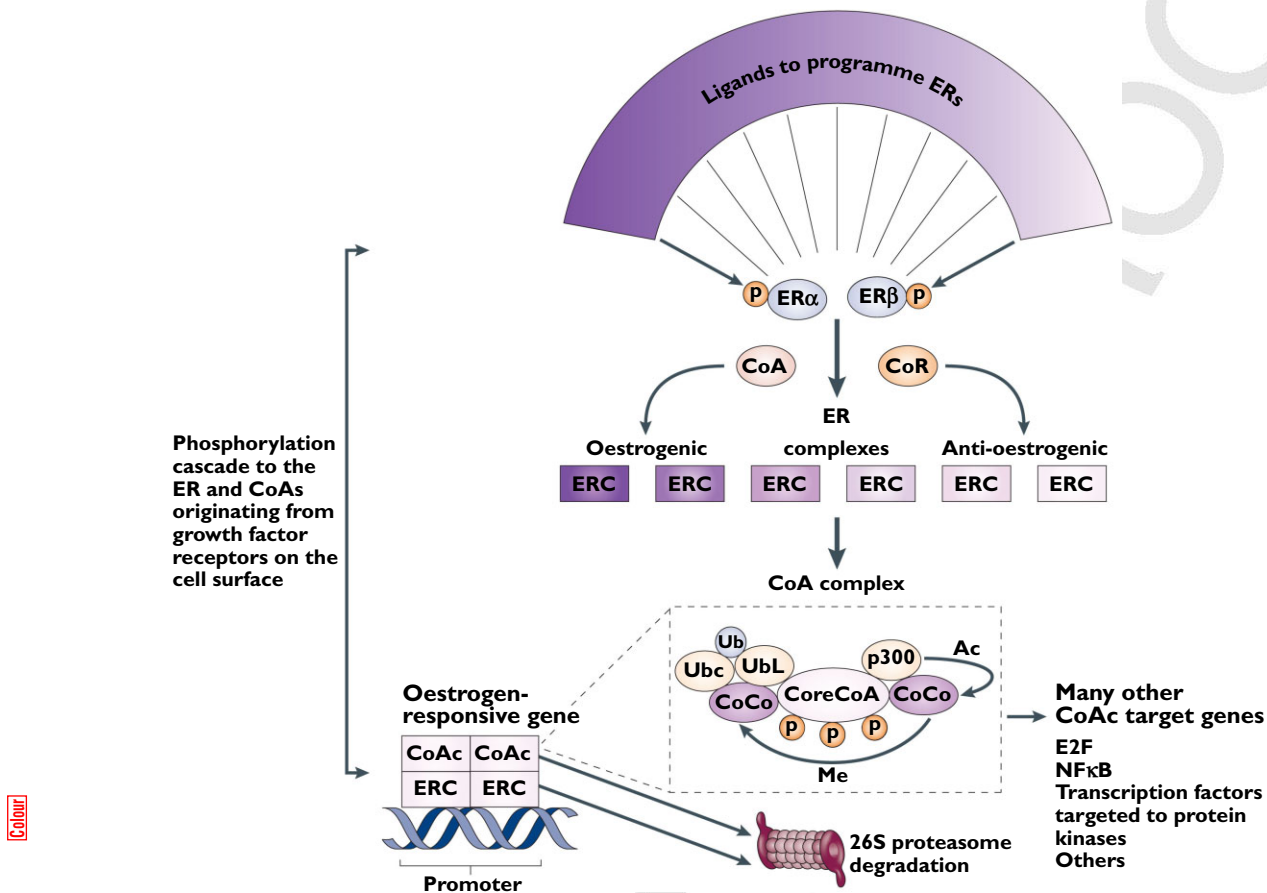 Ligands to programme ERs
p ERα ERβ p
CoA CoR
ER
Oestrogenic complexes Anti-oestrogenic
ERC ERC ERC ERC ERC ERC
Phosphorylation
cascade to the
ER and CoAs
originating from
growth factor
receptors on the
cell surface
CoA complex
Ub
Ubc UbL p300 Ac
CoCo CoreCoA CoCo
p p p
Me
Many other
CoAc target genes
E2F
NFκB
Transcription factors
targeted to protein
kinases
Others
Oestrogen-
responsive gene
CoAc CoAc
ERC ERC
Promoter
26S proteasome
degradation
Colour